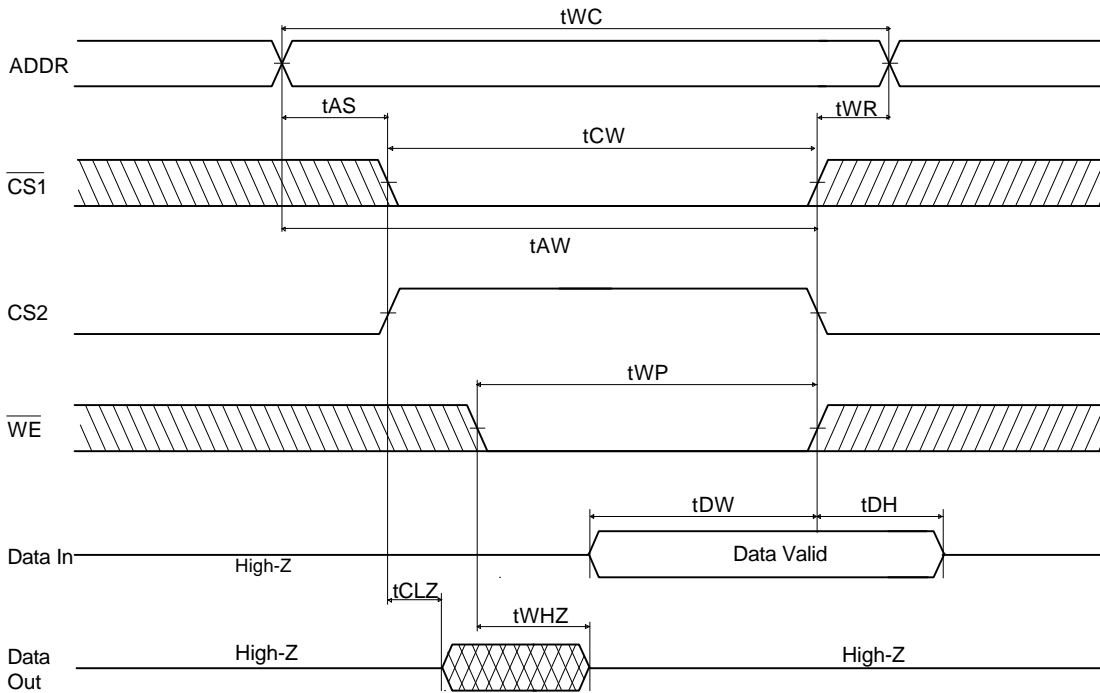 tWC
ADDR
tAS
tWR
tCW
CS1
tAW
CS2
tWP
WE
tDW
tDH
Data In
High-Z
Data Valid
tCLZ
tWHZ
Data
Out
High-Z
High-Z